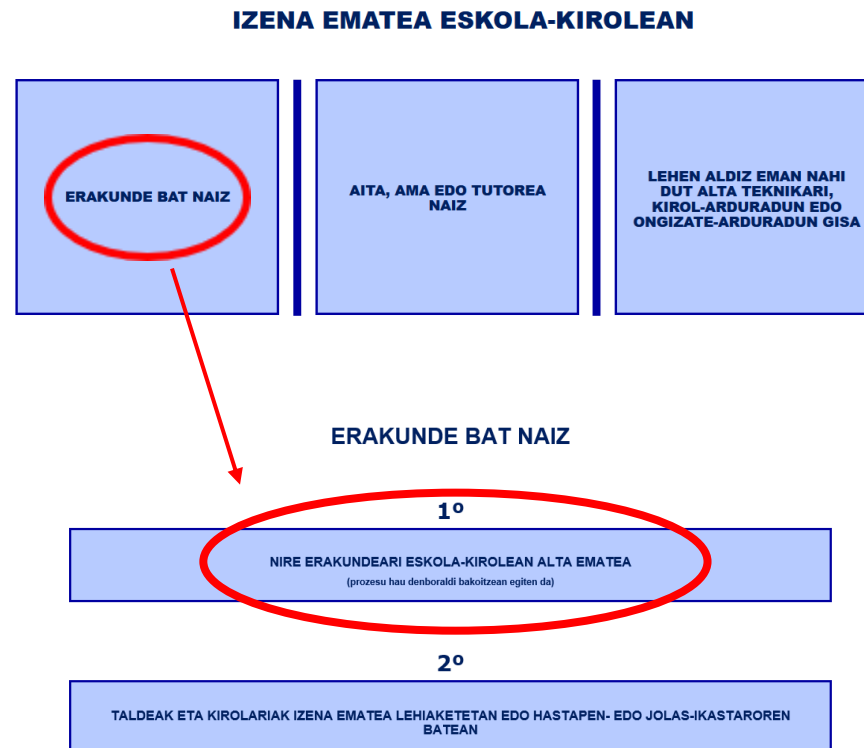 IZENA EMATEA ESKOLA-KIROLEAN
ERAKUNDE BAT NAIZ
AITA, AMA EDO TUTOREA
NAIZ
LEHEN ALDIZ EMAN NAHI
DUT ALTA TEKNIKARI,
KIROL-ARDURADUN EDO
ONGIZATE-ARDURADUN GISA
ERAKUNDE BAT NAIZ
1º
NIRE ERAKUNDEARI ESKOLA-KIROLEAN ALTA EMATEA
(prozesu hau denboraldi bakoitzean egiten da)
2º
TALDEAK ETA KIROLARIAK IZENA EMATEA LEHIAKETETAN EDO HASTAPEN- EDO JOLAS-IKASTAROREN
BATEAN